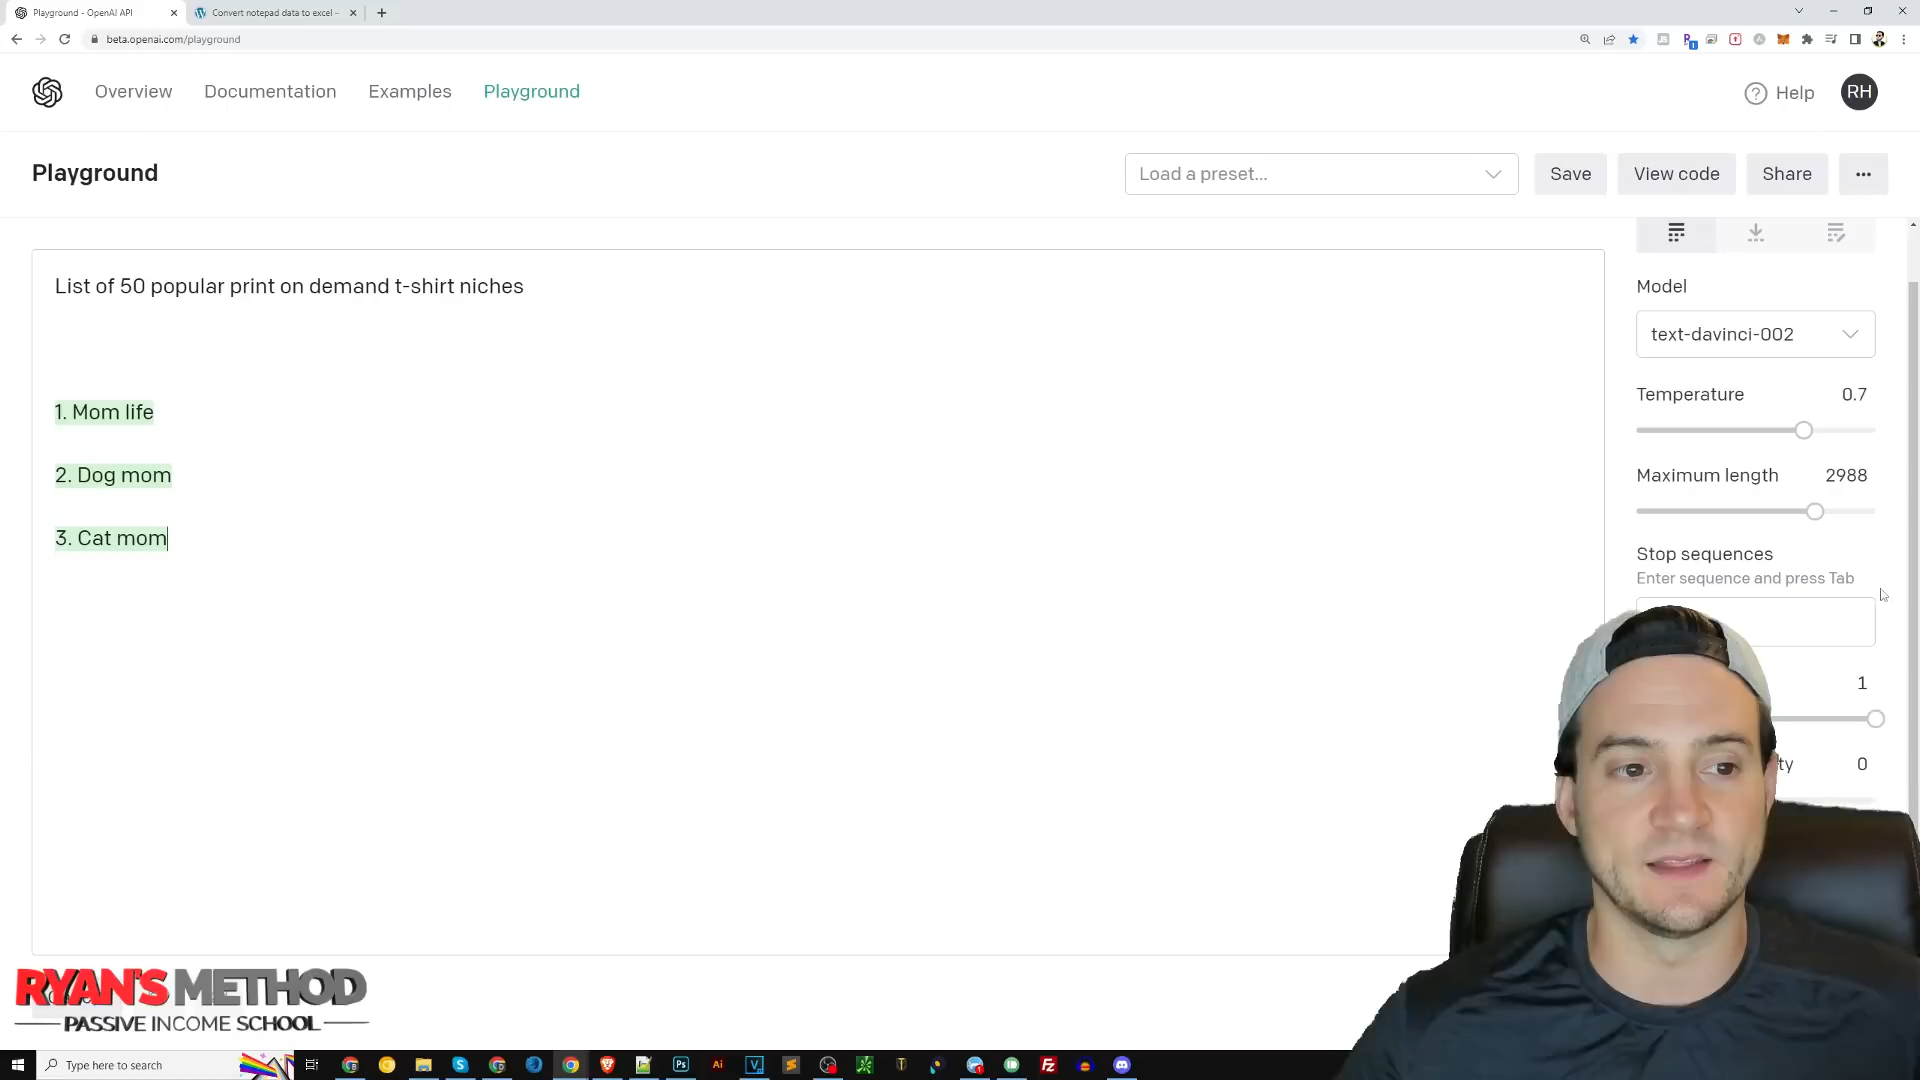 Playground - OpenAI API
Convert notepad data to excel –
beta.openai.com/playground
Overview
Documentation
Examples
Playground
Help
RH
Playground
Load a preset...
Save
View code
Share
List of 50 popular print on demand t-shirt niches
1. Mom life
2. Dog mom
3. Cat mom
Model
text-davinci-002
Temperature 0.7
Maximum length 2988
Stop sequences
Enter sequence and press Tab
1
ty 0
RYAN'S METHOD
PASSIVE INCOME SCHOOL
Type here to search